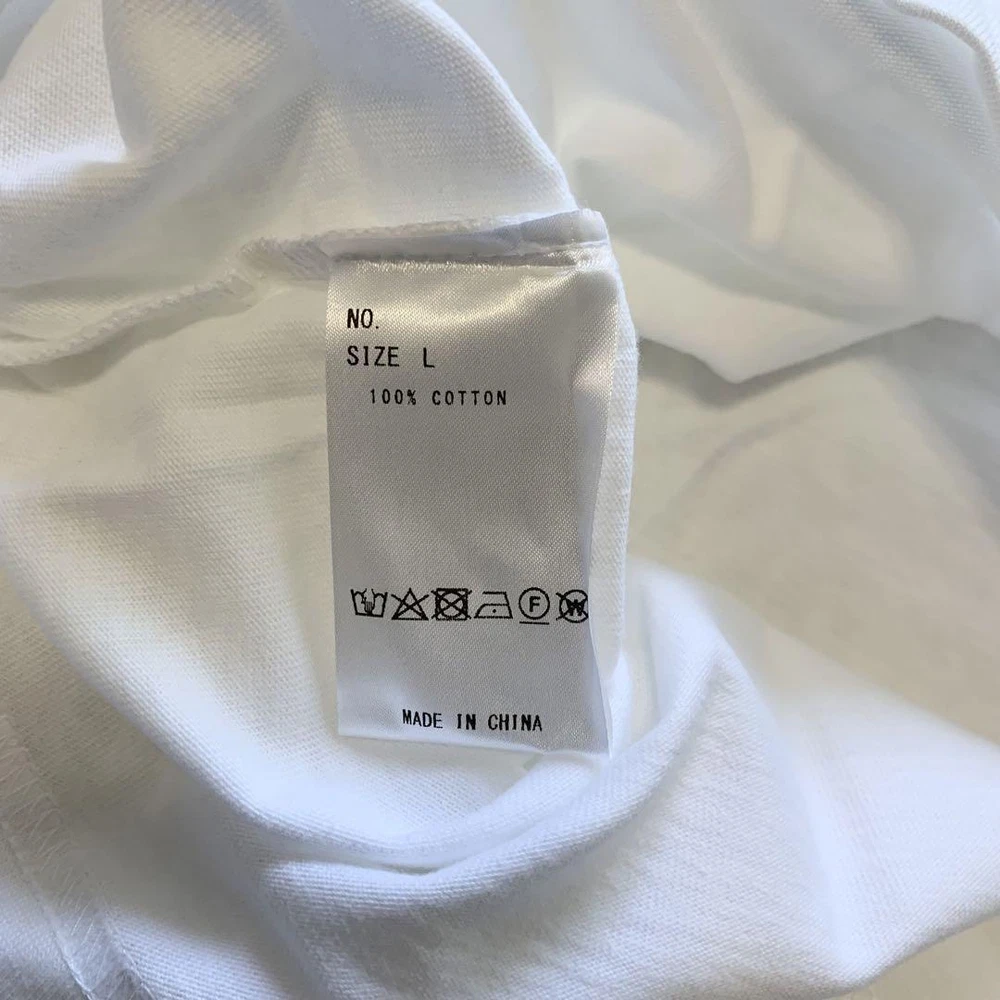 NO.
SIZE L
100% COTTON
F W
MADE IN CHINA